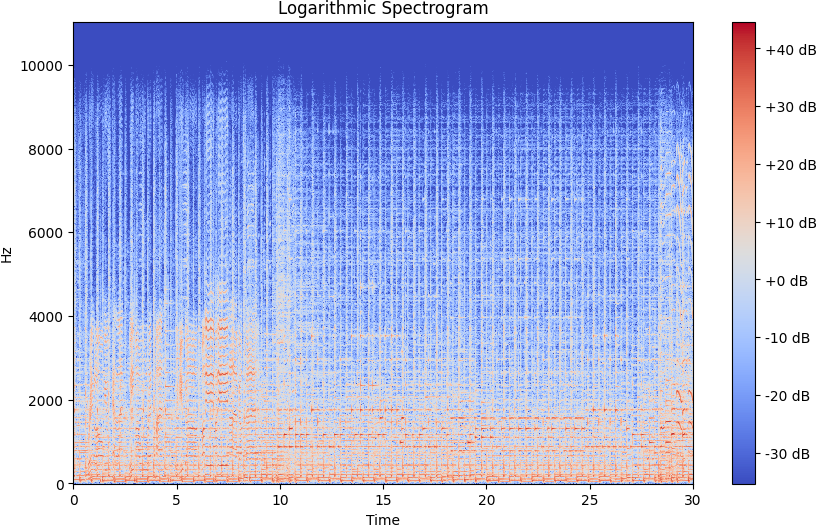 Logarithmic Spectrogram
Hz
10000
8000
6000
4000
2000
0
0 5 10 15 20 25 30
Time
+40 dB
+30 dB
+20 dB
+10 dB
+0 dB
-10 dB
-20 dB
-30 dB